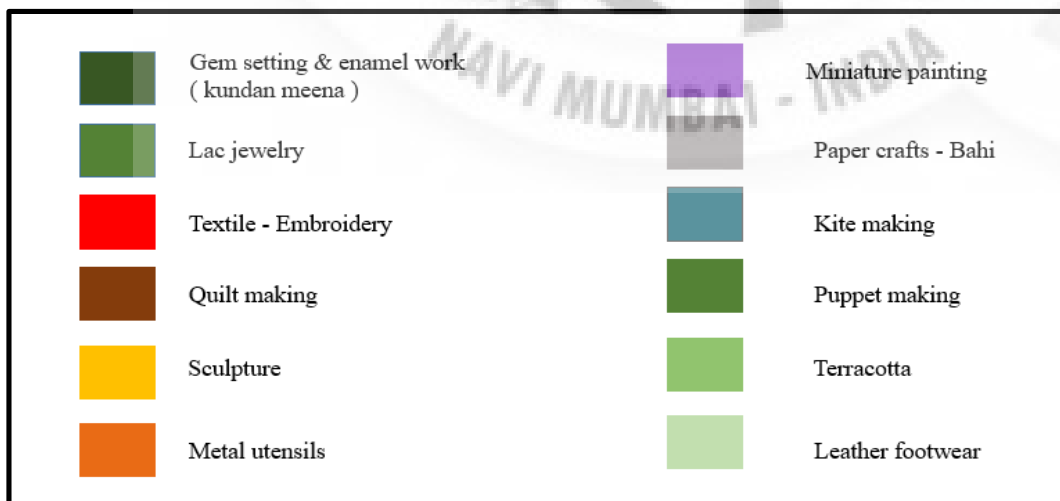 Gem setting & enamel work
( kundan meena )
Lac jewelry
Textile - Embroidery
Quilt making
Sculpture
Metal utensils
Miniature painting
Paper crafts - Bahi
Kite making
Puppet making
Terracotta
Leather footwear
NAVI MUMBAI - INDIA